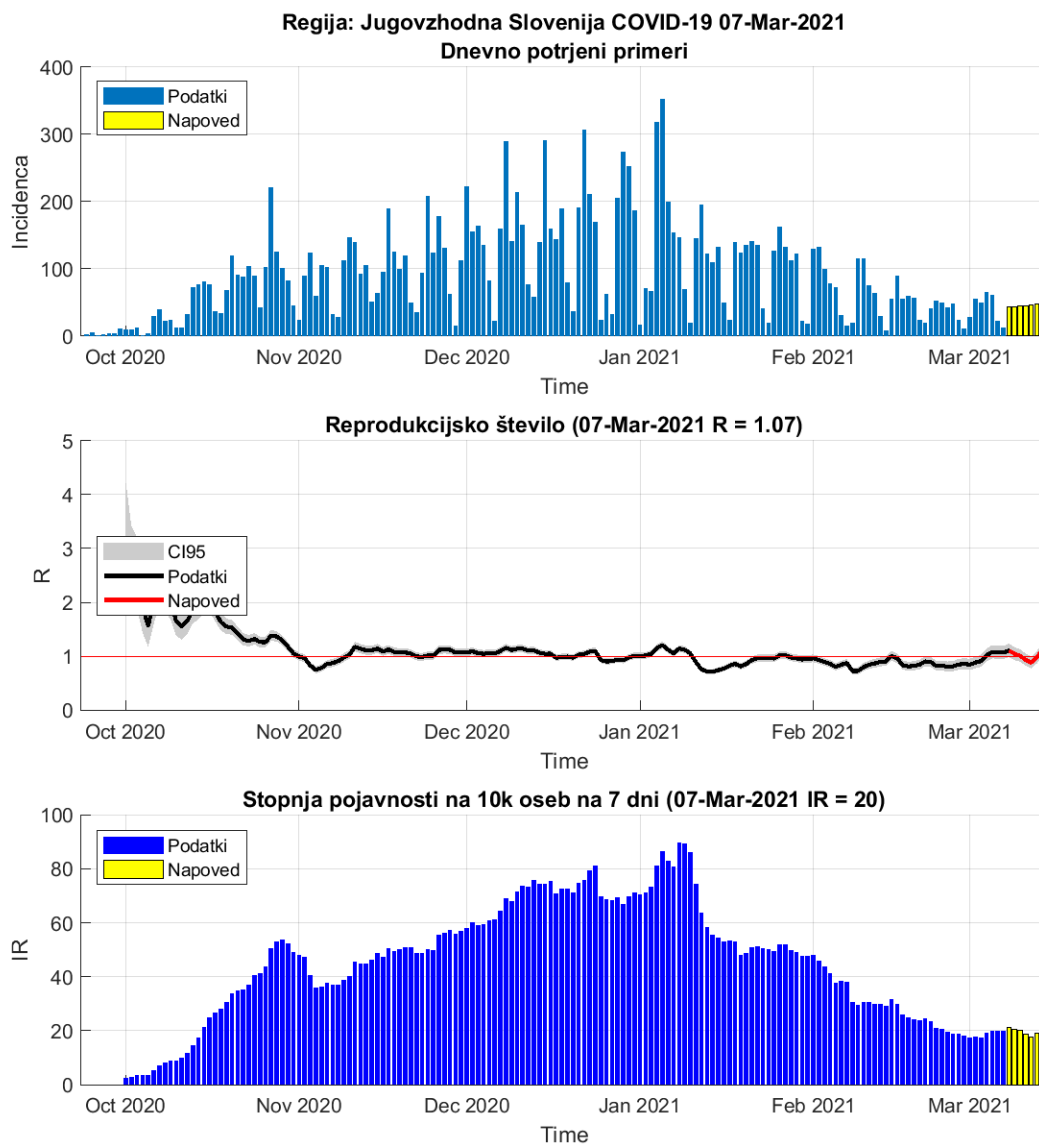 Regija: Jugovzhodna Slovenija COVID-19 07-Mar-2021
Dnevno potrjeni primeri
400
300
200
100
0
Incidenca
Podatki
Napoved
Oct 2020 Nov 2020 Dec 2020 Jan 2021 Feb 2021 Mar 2021
Time
Reprodukcijsko število (07-Mar-2021 R = 1.07)
5
4
3
2
1
0
R
CI95
Podatki
Napoved
Oct 2020 Nov 2020 Dec 2020 Jan 2021 Feb 2021 Mar 2021
Time
Stopnja pojavnosti na 10k oseb na 7 dni (07-Mar-2021 IR = 20)
100
80
60
40
20
0
IR
Podatki
Napoved
Oct 2020 Nov 2020 Dec 2020 Jan 2021 Feb 2021 Mar 2021
Time